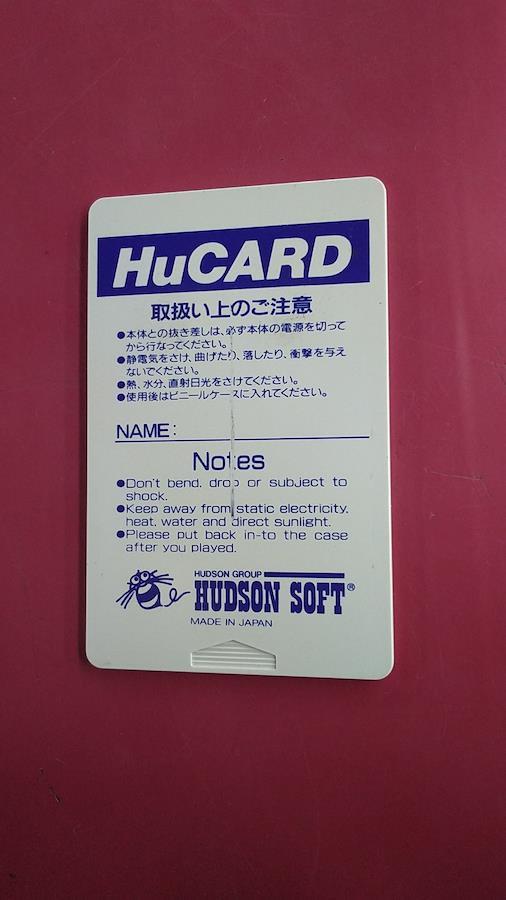 HuCARD
取扱い上のご注意
●本体との抜き差しは、必ず本体の電源を切って
から行なってください。
●静電気をさけ、曲げたり、落したり、衝撃を与え
ないでください。
●熱、水分、直射日光をさけてください。
●使用後はビニールケースに入れてください。
NAME:
Notes
●Don't bend, drop or subject to
shock.
●Keep away from static electricity,
heat, water and direct sunlight.
●Please put back in-to the case
after you played.
HUDSON GROUP
HUDSON SOFT®
MADE IN JAPAN